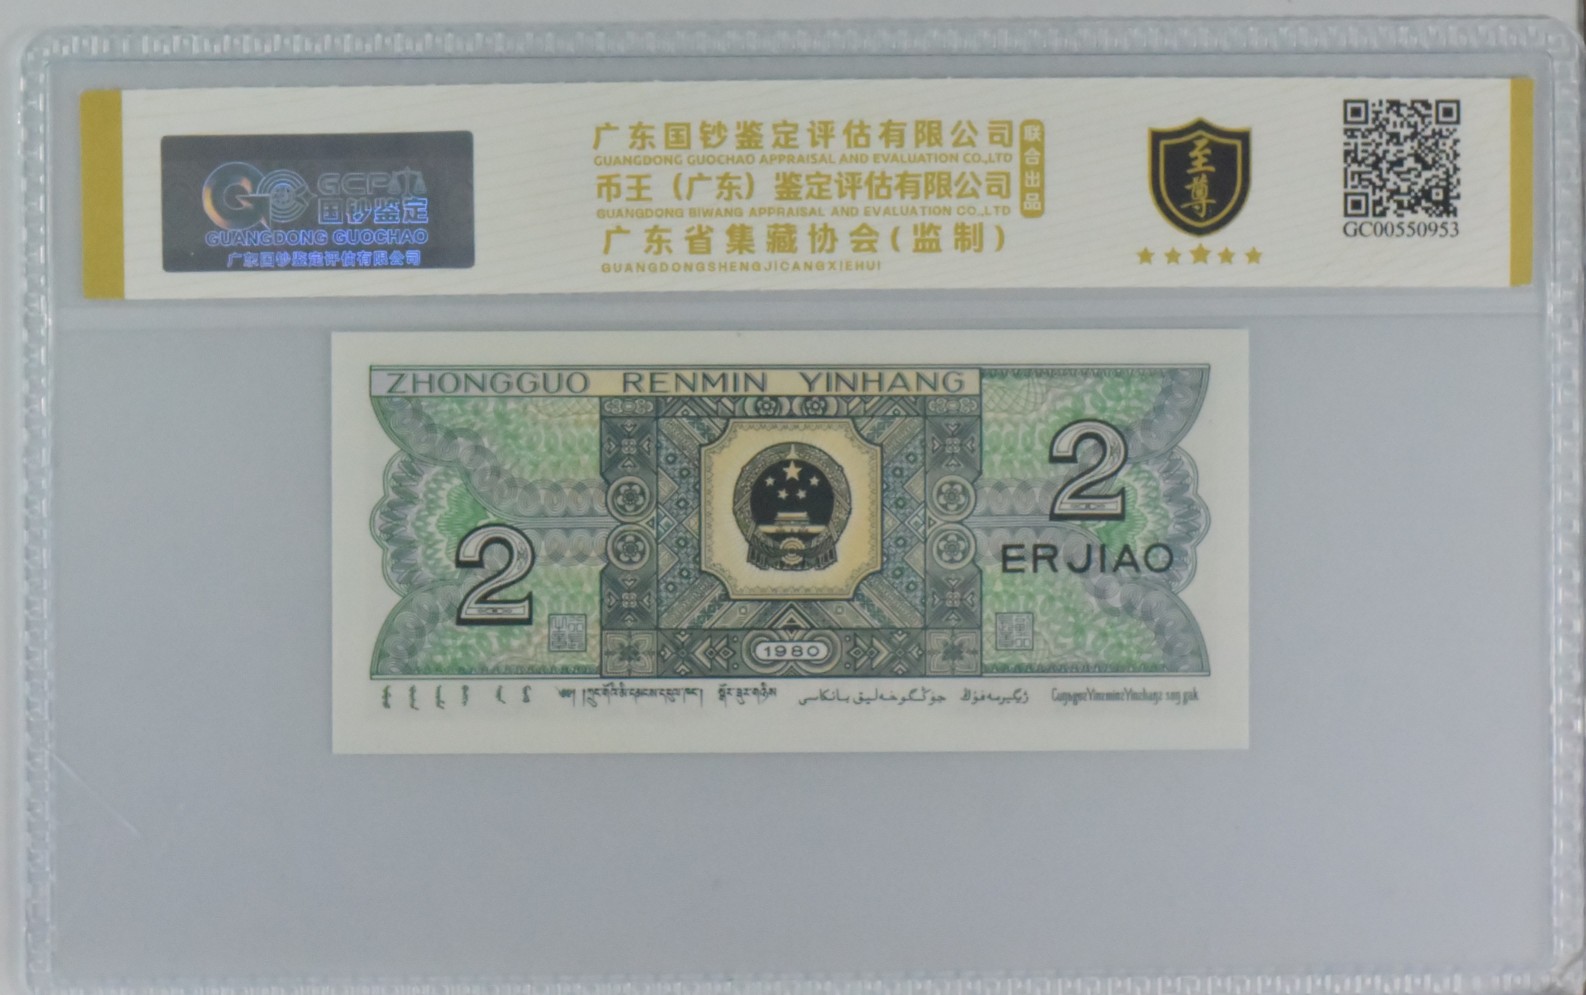 GCP
国钞鉴定
GUANGDONG GUOCHAO
广东国钞鉴定评估有限公司
广东国钞鉴定评估有限公司
GUANGDONG GUOCHAO APPRAISAL AND EVALUATION CO.,LTD
币王（广东）鉴定评估有限公司
GUANGDONG BIWANG APPRAISAL AND EVALUATION CO.,LTD
联合出品
广东省集藏协会(监制)
GUANGDONGSHENGJICANGXIEHUI
至尊
GC00550953
ZHONGGUO RENMIN YINHANG
2
2
ERJIAO
1980